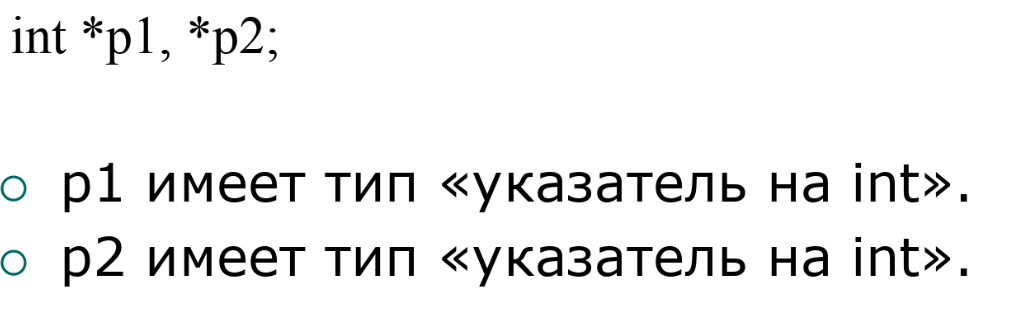 int *p1, *p2;
p1 имеет тип «указатель на int».
p2 имеет тип «указатель на int».